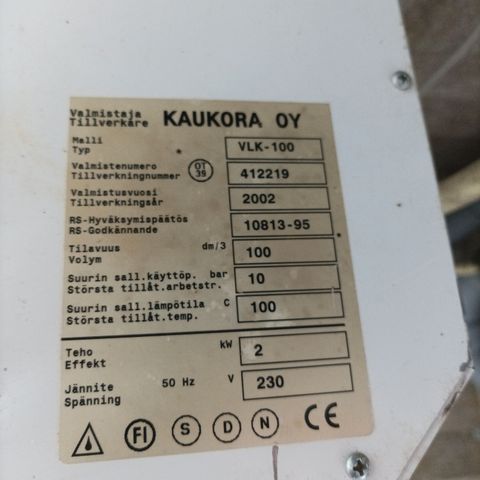 Valmistaja
Tillverkare KAUKORA OY
Malli
Typ VLK-100
Valmistenumero
Tillverkningnummer OT 39 412219
Valmistusvuosi
Tillverkningsår 2002
RS-Hyväksymispäätös
RS-Godkännande 10813-95
Tilavuus dm/3
Volym 100
Suurin sall.käyttöp. bar
Största tillåt.arbetstr. 10
Suurin sall.lämpötila C
Största tillåt.temp. 100
Teho kW
Effekt 2
Jännite 50 Hz V
Spänning 230
FI S D N CE